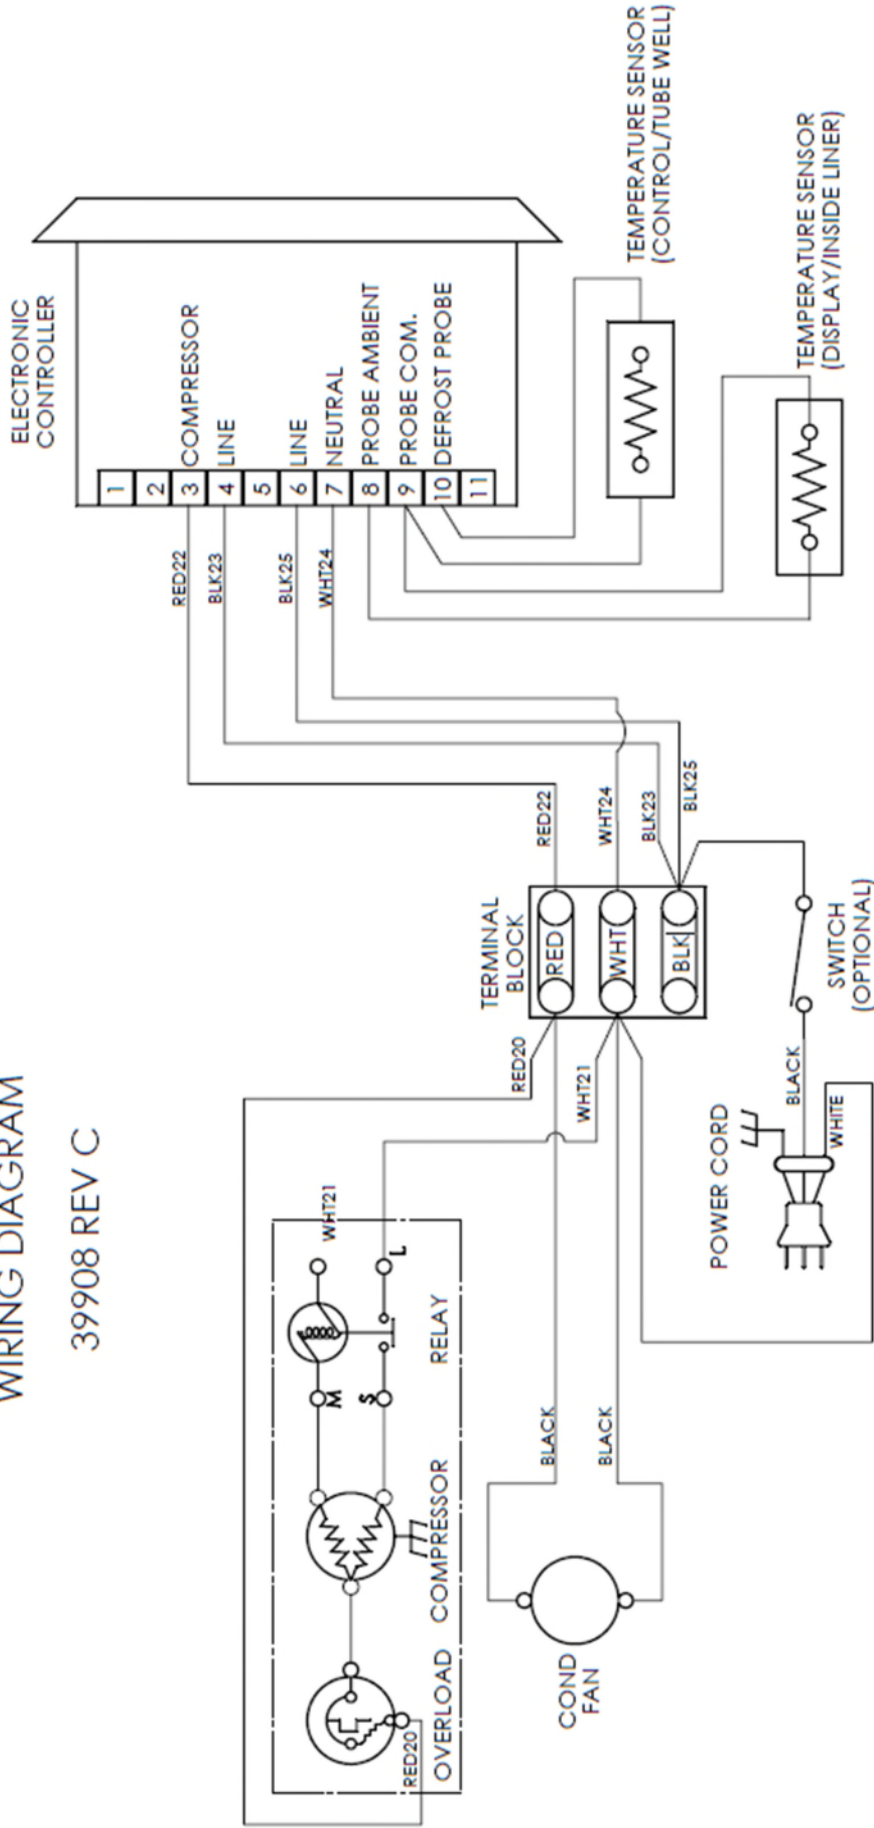 WIRING DIAGRAM
39908 REV C
ELECTRONIC
CONTROLLER
1
2
3 COMPRESSOR
4 LINE
5
6 LINE
7 NEUTRAL
8 PROBE AMBIENT
9 PROBE COM.
10 DEFROST PROBE
11
RED22
BLK23
BLK25
WHT24
TEMPERATURE SENSOR
(CONTROL/TUBE WELL)
TEMPERATURE SENSOR
(DISPLAY/INSIDE LINER)
RED22
WHT24
BLK23
BLK25
TERMINAL
BLOCK
RED
WHT
BLK
RED20
WHT21
SWITCH
(OPTIONAL)
BLACK
WHITE
POWER CORD
WHT21
L
M
S
RELAY
COMPRESSOR
OVERLOAD
RED20
BLACK
BLACK
COND
FAN